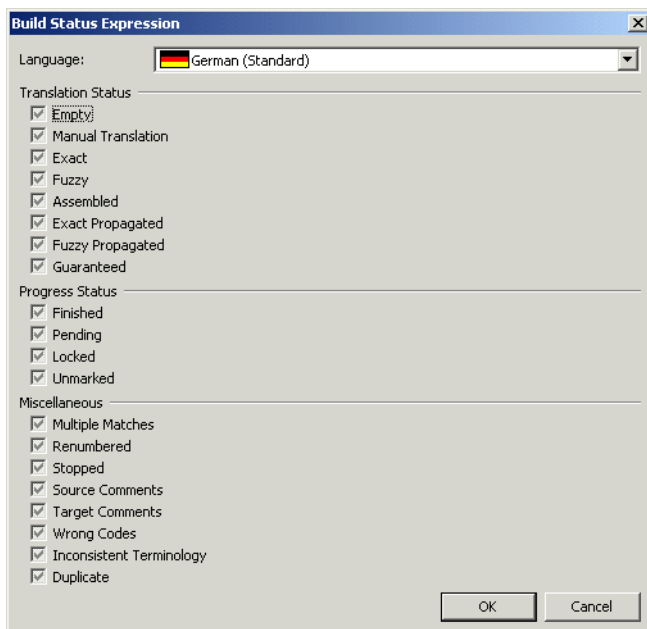 Build Status Expression
Language: German (Standard)
Translation Status
Empty
Manual Translation
Exact
Fuzzy
Assembled
Exact Propagated
Fuzzy Propagated
Guaranteed
Progress Status
Finished
Pending
Locked
Unmarked
Miscellaneous
Multiple Matches
Renumbered
Stopped
Source Comments
Target Comments
Wrong Codes
Inconsistent Terminology
Duplicate
OK Cancel